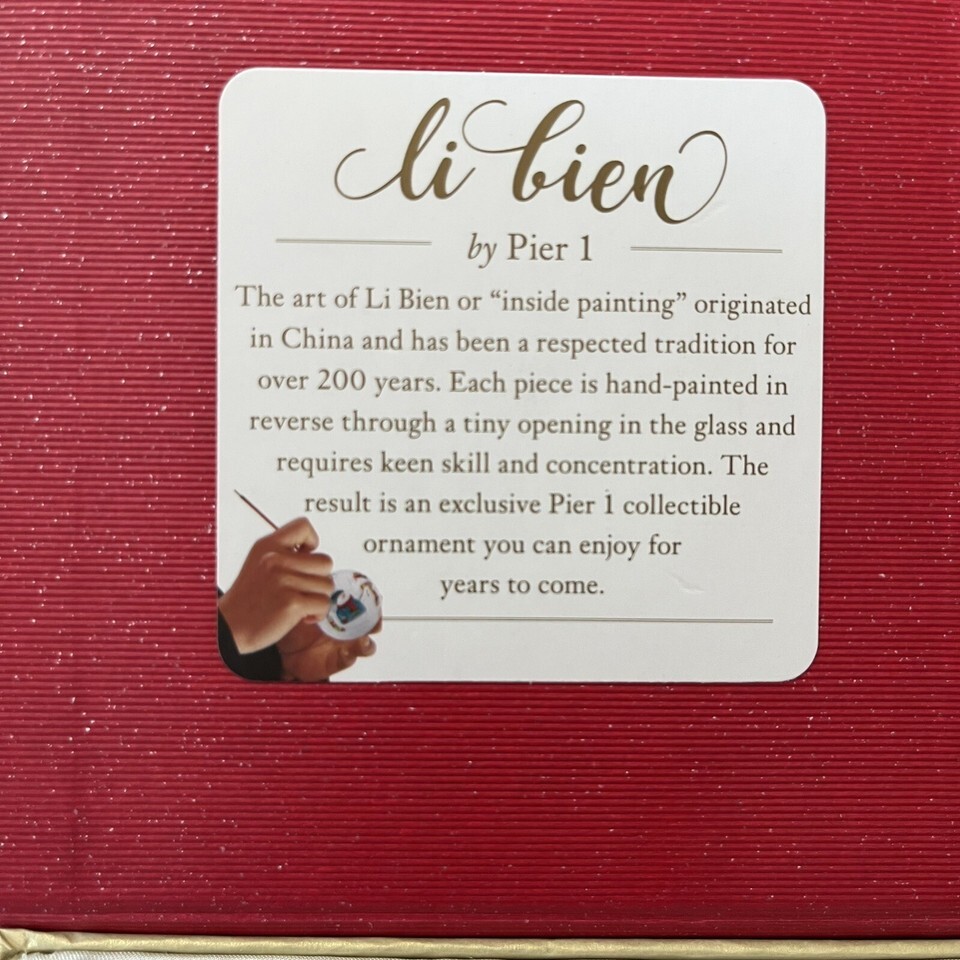 li bien
by Pier 1
The art of Li Bien or “inside painting” originated
in China and has been a respected tradition for
over 200 years. Each piece is hand-painted in
reverse through a tiny opening in the glass and
requires keen skill and concentration. The
result is an exclusive Pier 1 collectible
ornament you can enjoy for
years to come.